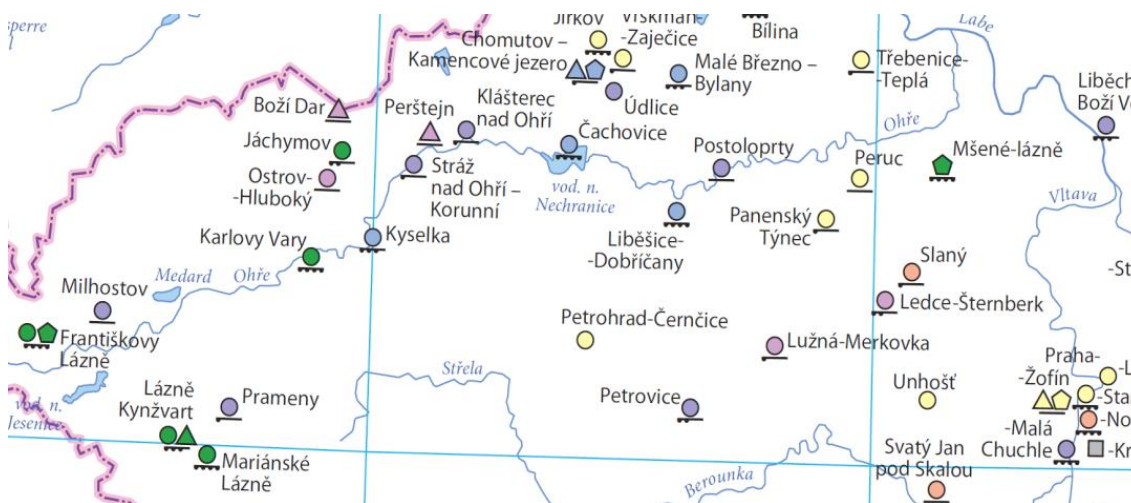 Jirkov
Vrskmaň-
-Zaječice
Bílina
Labe
Chomutov –
Kamencové jezero
Malé Březno –
Bylany
Třebenice-
-Teplá
Údlice
Boží Dar
Perštejn
Klášterec
nad Ohří
Čachovice
Ohře
Jáchymov
Postoloprty
Peruc
Mšené-lázně
Ostrov-
-Hluboký
Stráž
nad Ohří –
Korunní
vod. n.
Nechranice
Vltava
Panenský
Týnec
Karlovy Vary
Kyselka
Liběšice-
-Dobříčany
Slaný
Medard
Ohře
Milhostov
Ledce-Šternberk
Petrohrad-Černčice
Františkovy
Lázně
Lužná-Merkovka
Praha-
-Žofín
Střela
Unhošť
Lázně
Kynžvart
Prameny
Petrovice
vod. n.
Jesenice
-Malá
Chuchle
Svatý Jan
pod Skalou
Mariánské
Lázně
Berounka